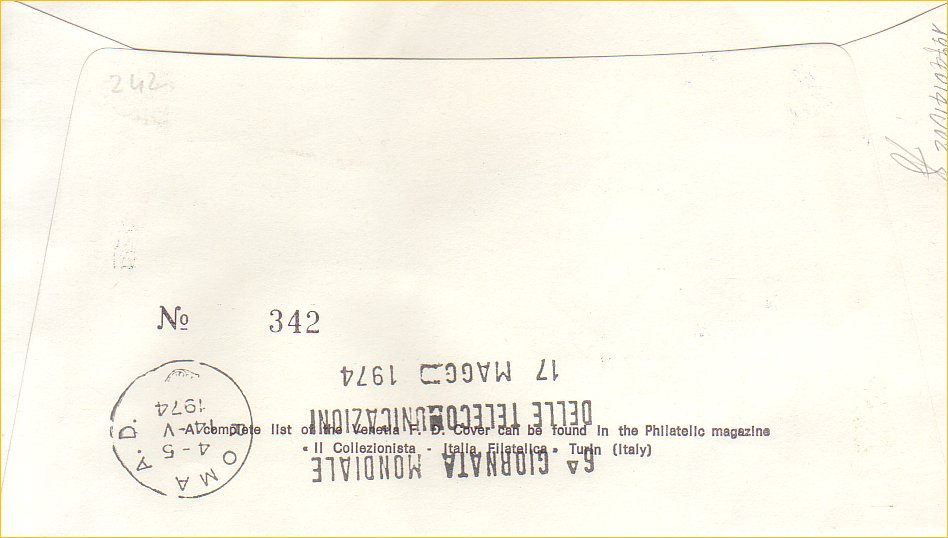 242
№ 342
A complete list of the Venetia F. D. Cover can be found in the Philatelic magazine
« Il Collezionista - Italia Filatelica » Turin (Italy)
6ª GIORNATA MONDIALE
DELLE TELECOMUNICAZIONI
17 MAGGIO 1974
ROMA A.D.
4-5
14-V
1974